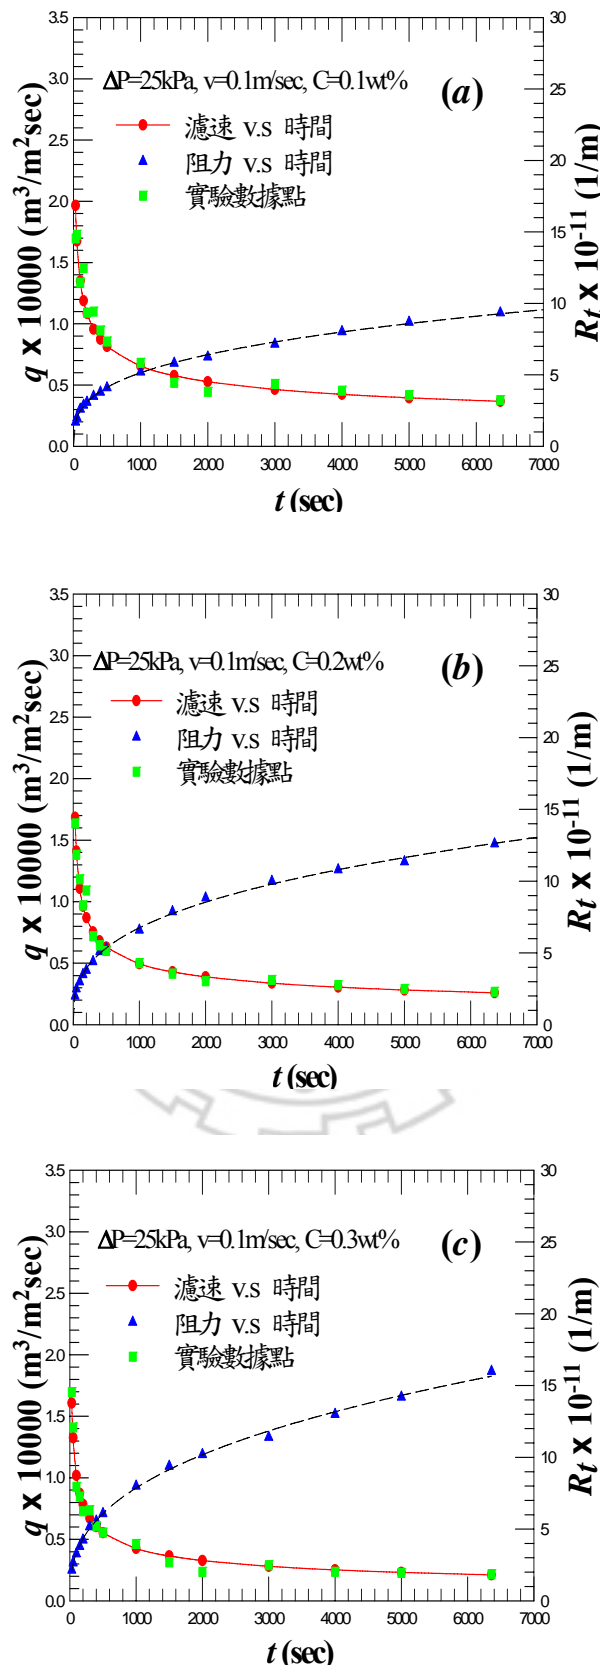 ΔP=25kPa, v=0.1m/sec, C=0.1wt%
(a)
濾速 v.s 時間
阻力 v.s 時間
實驗數據點
q x 10000 (m³/m²sec)
3.5
3.0
2.5
2.0
1.5
1.0
0.5
0.0
30
25
20
15
10
5
0
R_t x 10⁻¹¹ (1/m)
0 1000 2000 3000 4000 5000 6000 7000
t (sec)
ΔP=25kPa, v=0.1m/sec, C=0.2wt%
(b)
濾速 v.s 時間
阻力 v.s 時間
實驗數據點
q x 10000 (m³/m²sec)
3.5
3.0
2.5
2.0
1.5
1.0
0.5
0.0
30
25
20
15
10
5
0
R_t x 10⁻¹¹ (1/m)
0 1000 2000 3000 4000 5000 6000 7000
t (sec)
ΔP=25kPa, v=0.1m/sec, C=0.3wt%
(c)
濾速 v.s 時間
阻力 v.s 時間
實驗數據點
q x 10000 (m³/m²sec)
3.5
3.0
2.5
2.0
1.5
1.0
0.5
0.0
30
25
20
15
10
5
0
R_t x 10⁻¹¹ (1/m)
0 1000 2000 3000 4000 5000 6000 7000
t (sec)